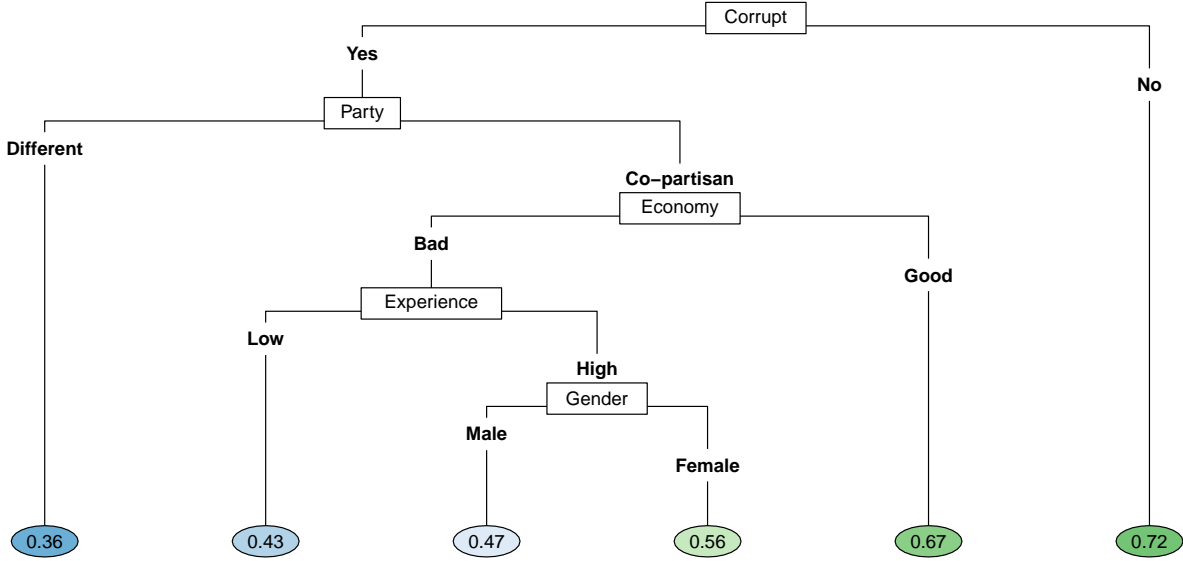 Corrupt
Yes
No
Party
Different
Co−partisan
Economy
Bad
Good
Experience
Low
High
Gender
Male
Female
0.36
0.43
0.47
0.56
0.67
0.72